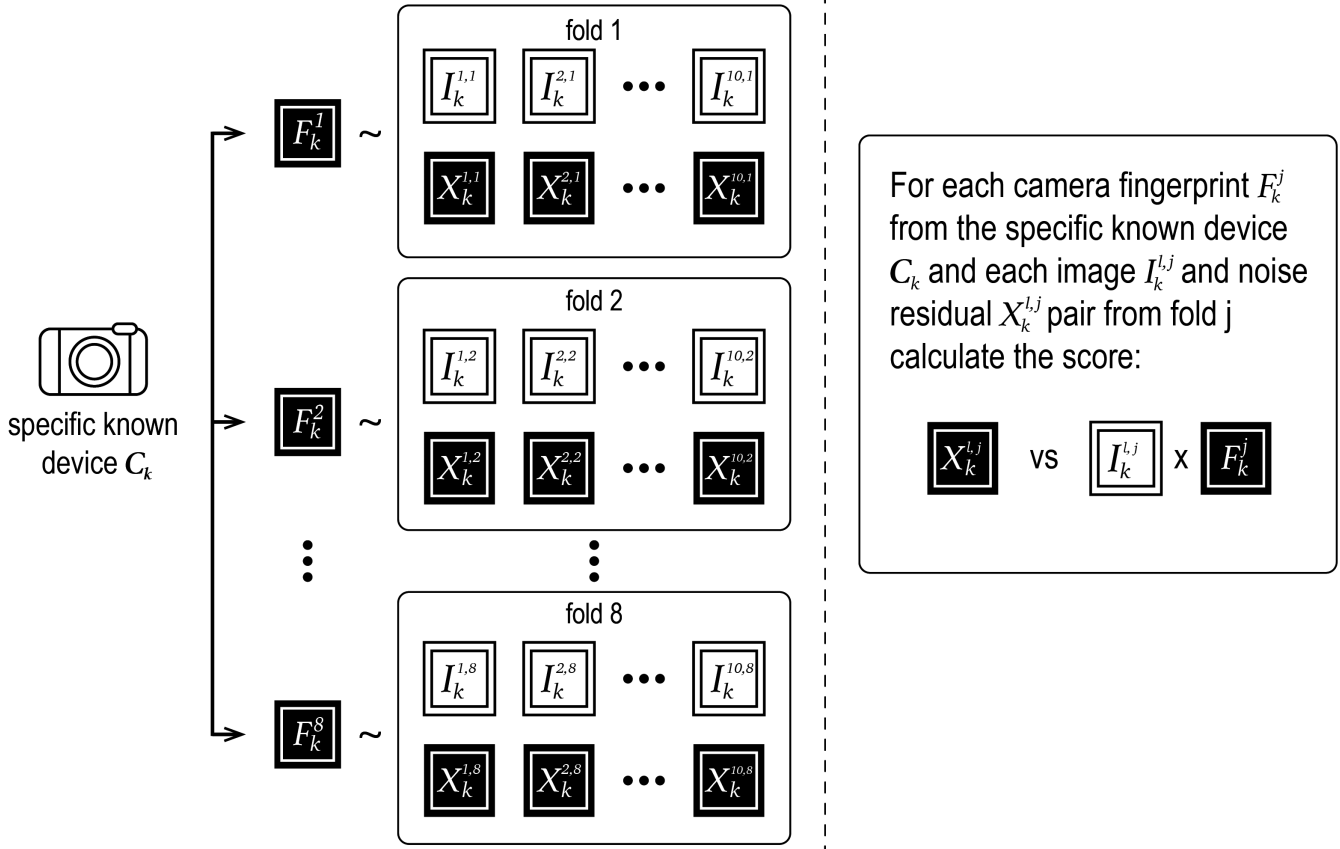 specific known
device C_k
F_k^1 ~
fold 1
I_k^{1,1} I_k^{2,1} ••• I_k^{10,1}
X_k^{1,1} X_k^{2,1} ••• X_k^{10,1}
F_k^2 ~
fold 2
I_k^{1,2} I_k^{2,2} ••• I_k^{10,2}
X_k^{1,2} X_k^{2,2} ••• X_k^{10,2}
F_k^8 ~
fold 8
I_k^{1,8} I_k^{2,8} ••• I_k^{10,8}
X_k^{1,8} X_k^{2,8} ••• X_k^{10,8}
For each camera fingerprint F_k^j
from the specific known device
C_k and each image I_k^{l,j} and noise
residual X_k^{l,j} pair from fold j
calculate the score:
X_k^{l,j} vs I_k^{l,j} x F_k^j